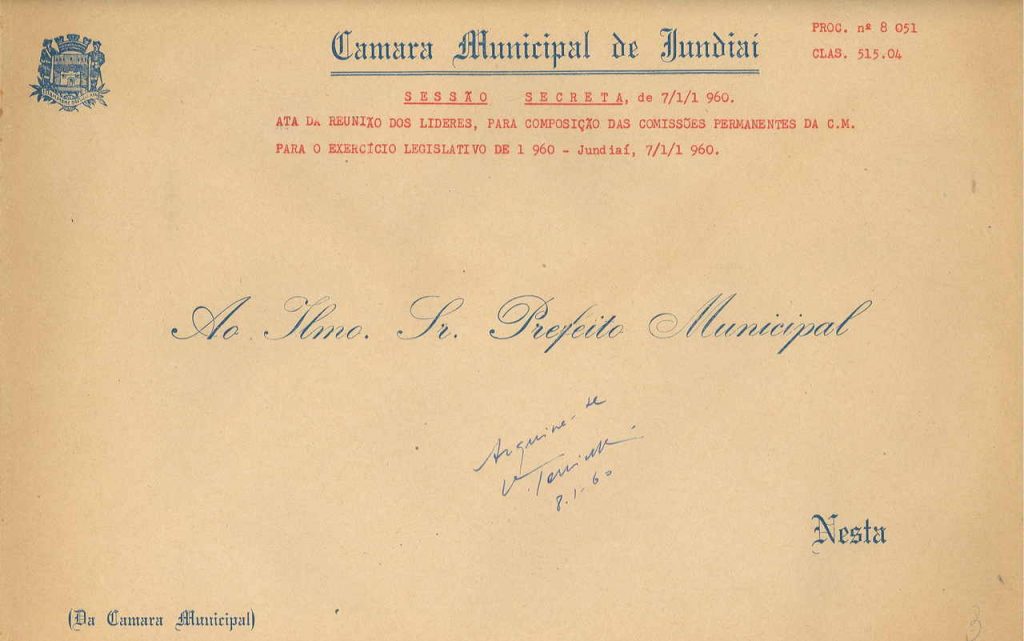 Camara Municipal de Jundiaí
PROC. nº 8 051
CLAS. 515.04
SESSÃO SECRETA, de 7/1/1 960.
ATA DA REUNIÃO DOS LIDERES, PARA COMPOSIÇÃO DAS COMISSÕES PERMANENTES DA C.M.
PARA O EXERCÍCIO LEGISLATIVO DE 1 960 - Jundiaí, 7/1/1 960.
Ao Ilmo. Sr. Prefeito Municipal
Arquive-se
8.1.60
Nesta
(Da Camara Municipal)
3